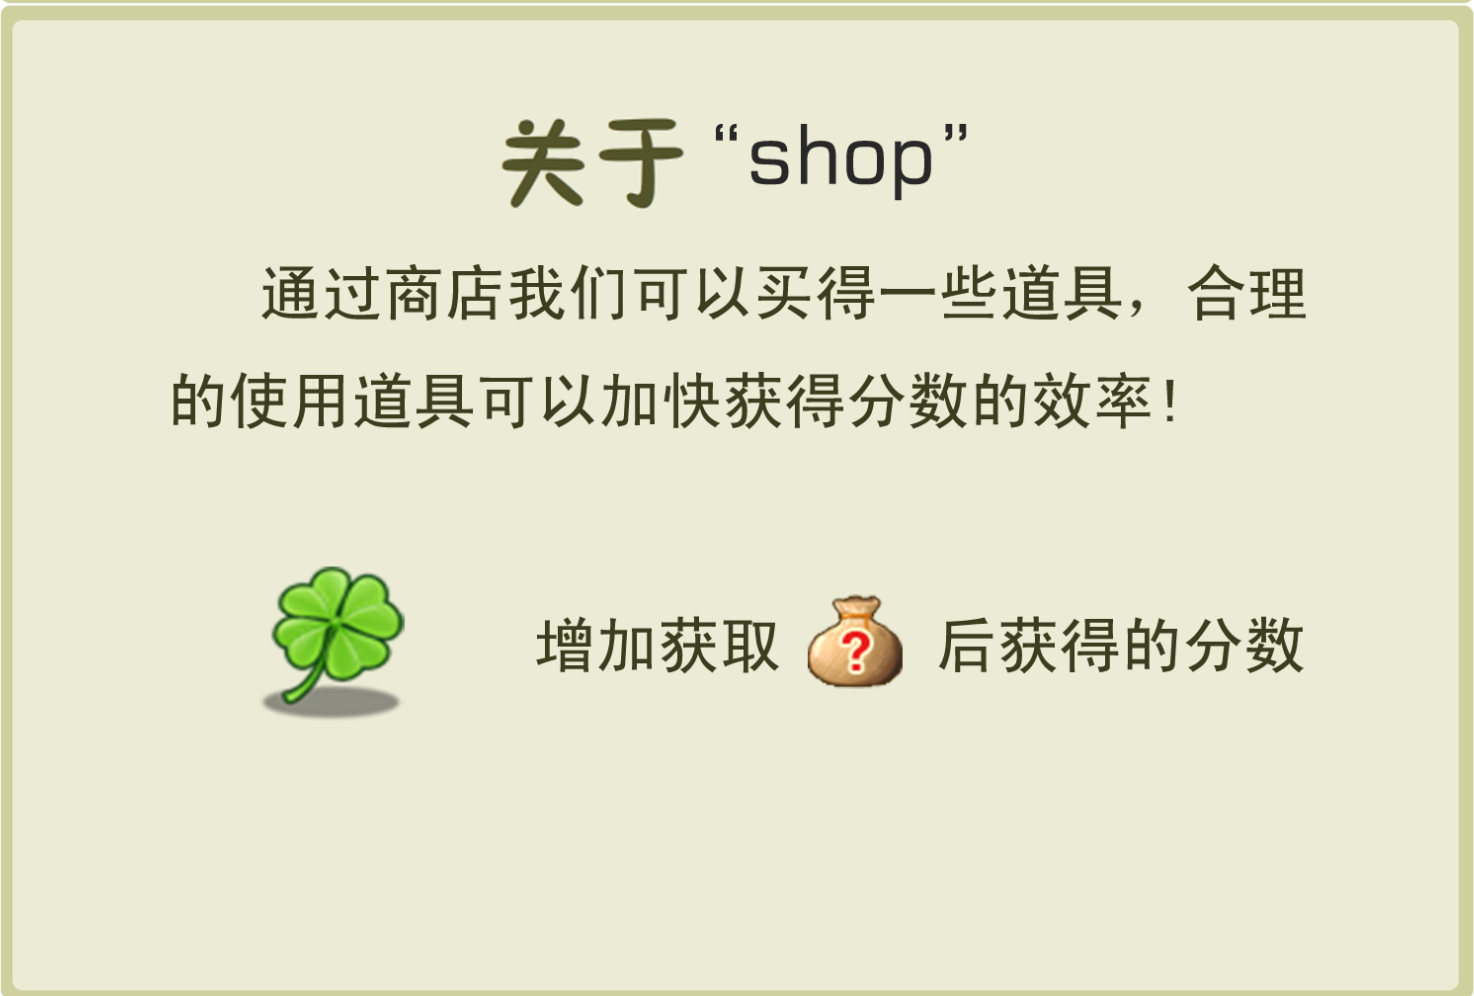 关于“shop”
通过商店我们可以买得一些道具，合理
的使用道具可以加快获得分数的效率！
增加获取 ? 后获得的分数